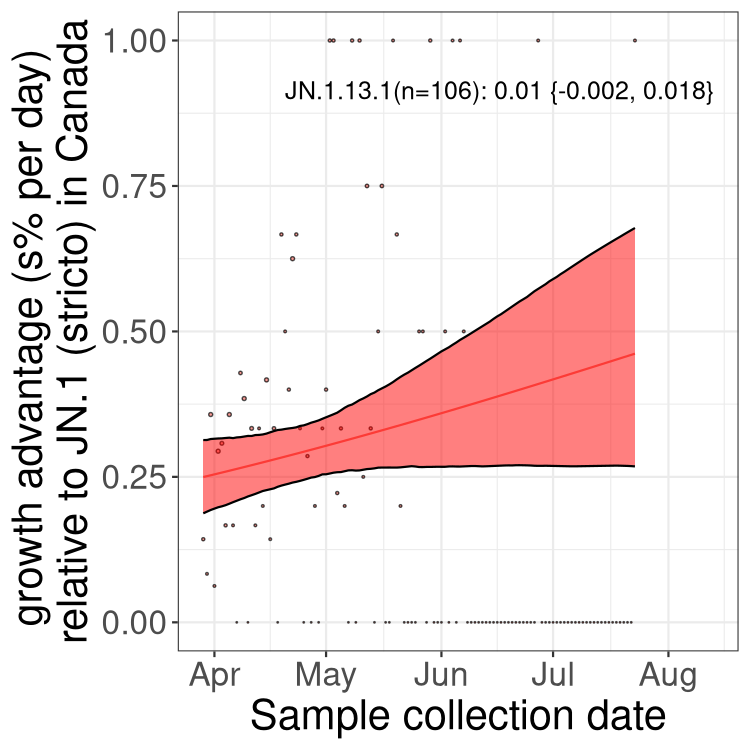 growth advantage (s% per day)
relative to JN.1 (stricto) in Canada
1.00
JN.1.13.1(n=106): 0.01 {-0.002, 0.018}
0.75
0.50
0.25
0.00
Apr May Jun Jul Aug
Sample collection date